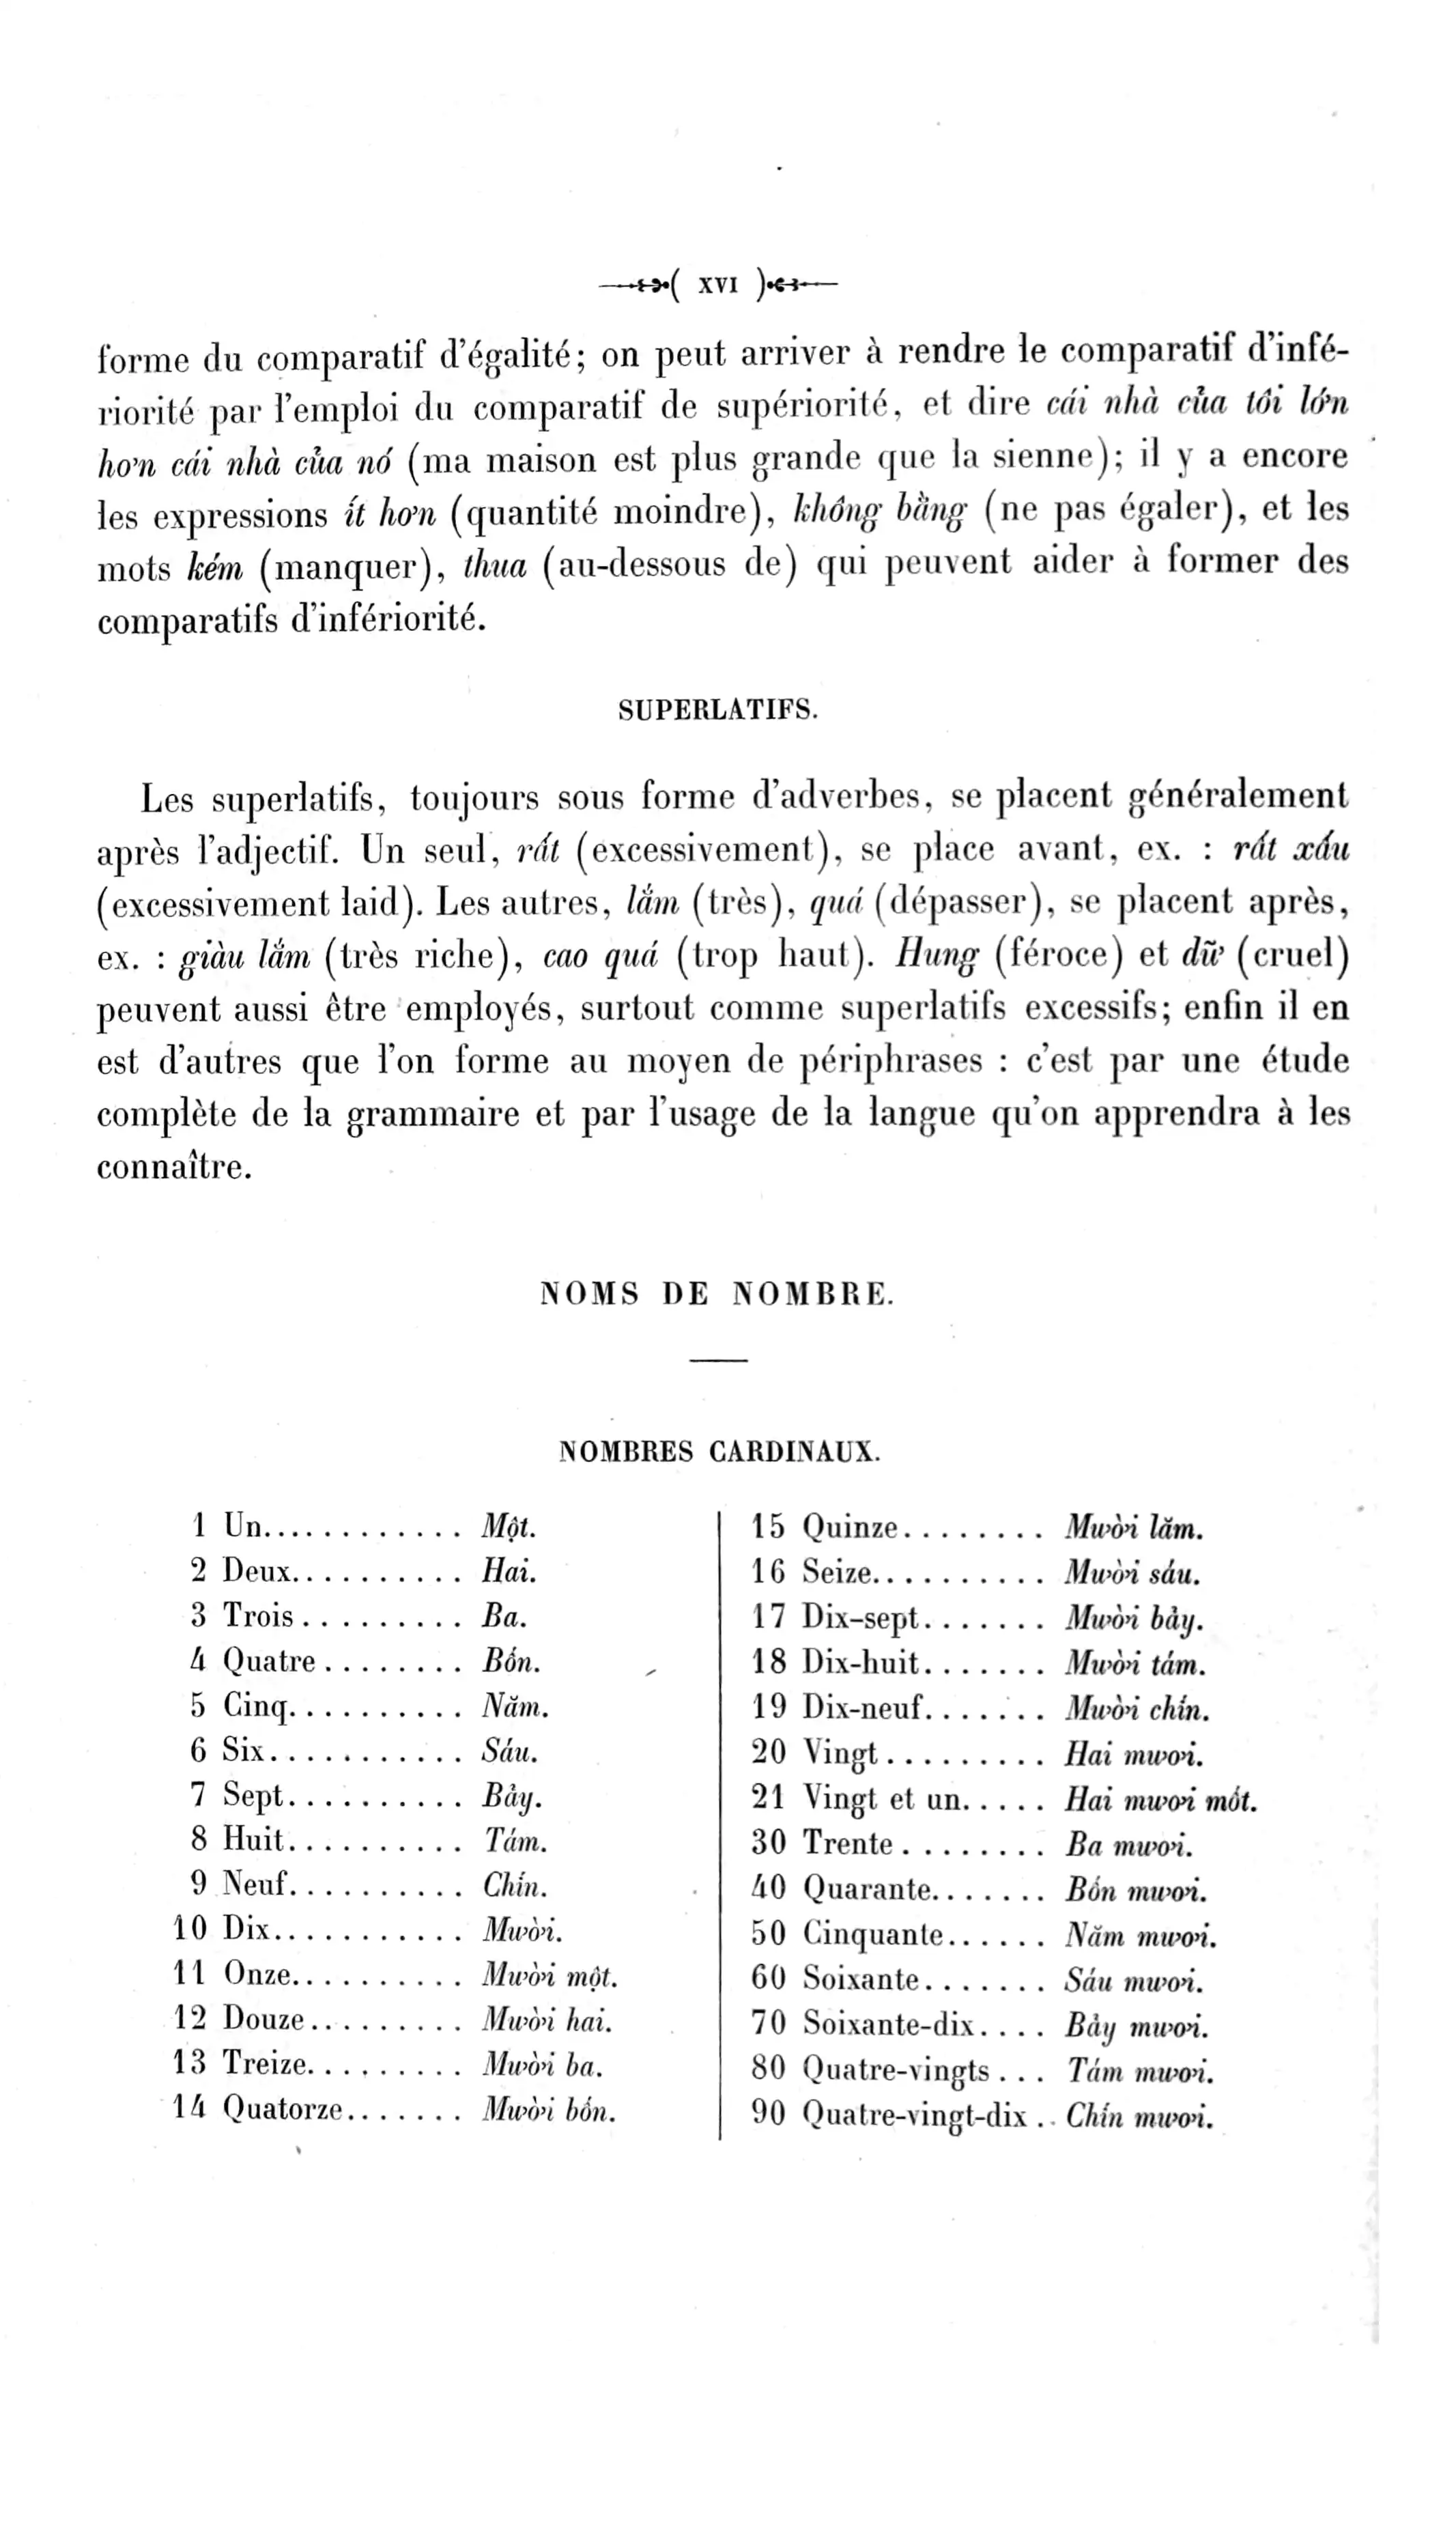 ( XVI )
forme du comparatif d'égalité; on peut arriver à rendre le comparatif d'infé-
riorité par l'emploi du comparatif de supériorité, et dire cái nhà của tôi lớn
hơn cái nhà của nó (ma maison est plus grande que la sienne); il y a encore
les expressions ít hơn (quantité moindre), không bằng (ne pas égaler), et les
mots kém (manquer), thua (au-dessous de) qui peuvent aider à former des
comparatifs d'infériorité.
SUPERLATIFS.
Les superlatifs, toujours sous forme d'adverbes, se placent généralement
après l'adjectif. Un seul, rất (excessivement), se place avant, ex. : rất xấu
(excessivement laid). Les autres, lắm (très), quá (dépasser), se placent après,
ex. : giàu lắm (très riche), cao quá (trop haut). Hung (féroce) et dữ (cruel)
peuvent aussi être employés, surtout comme superlatifs excessifs; enfin il en
est d'autres que l'on forme au moyen de périphrases : c'est par une étude
complète de la grammaire et par l'usage de la langue qu'on apprendra à les
connaître.
NOMS DE NOMBRE.
NOMBRES CARDINAUX.
1 Un............. Một.
2 Deux........... Hai.
3 Trois......... Ba.
4 Quatre........ Bốn.
5 Cinq.......... Năm.
6 Six........... Sáu.
7 Sept.......... Bảy.
8 Huit.......... Tám.
9 Neuf.......... Chín.
10 Dix........... Mười.
11 Onze.......... Mười một.
12 Douze......... Mười hai.
13 Treize......... Mười ba.
14 Quatorze....... Mười bốn.
15 Quinze........ Mười lăm.
16 Seize.......... Mười sáu.
17 Dix-sept....... Mười bảy.
18 Dix-huit....... Mười tám.
19 Dix-neuf....... Mười chín.
20 Vingt......... Hai mươi.
21 Vingt et un..... Hai mươi mốt.
30 Trente........ Ba mươi.
40 Quarante....... Bốn mươi.
50 Cinquante...... Năm mươi.
60 Soixante....... Sáu mươi.
70 Soixante-dix.... Bảy mươi.
80 Quatre-vingts... Tám mươi.
90 Quatre-vingt-dix.. Chín mươi.